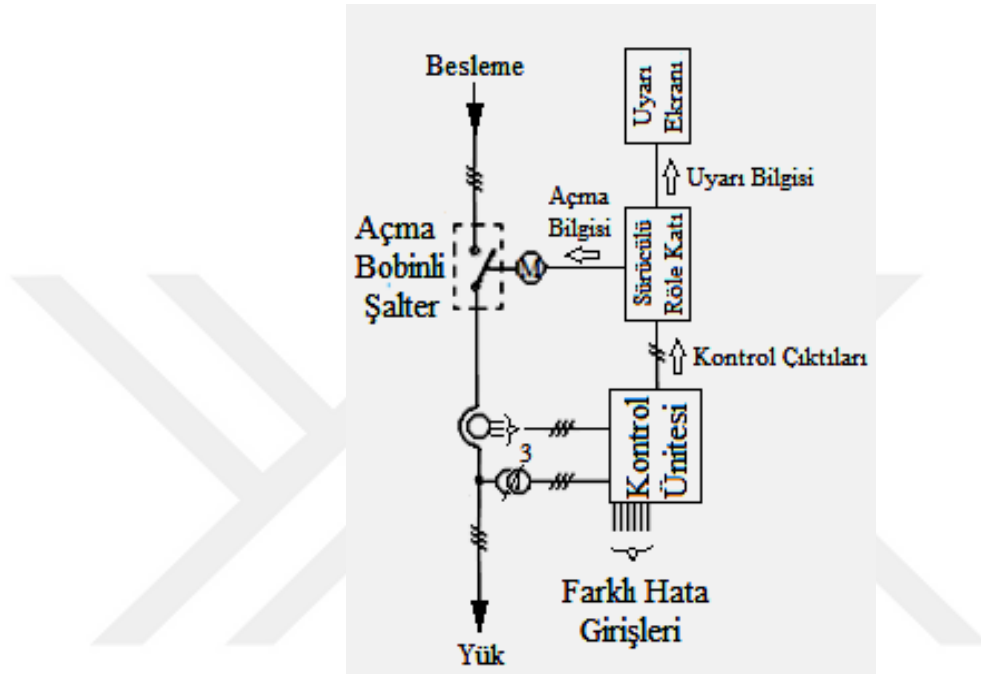 Besleme
Uyarı
Ekranı
Uyarı Bilgisi
Açma
Bilgisi
Açma
Bobinli
Şalter
M
Sürücülü
Röle Katı
Kontrol Çıktıları
3
Kontrol
Ünitesi
Farklı Hata
Girişleri
Yük